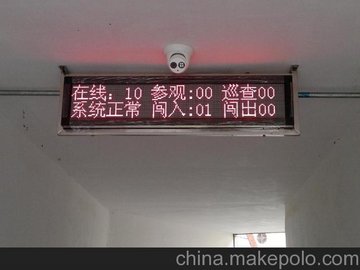 在线：10 参观:00 巡查00
系统正常 闯入:01 闯出00
china.makepolo.com